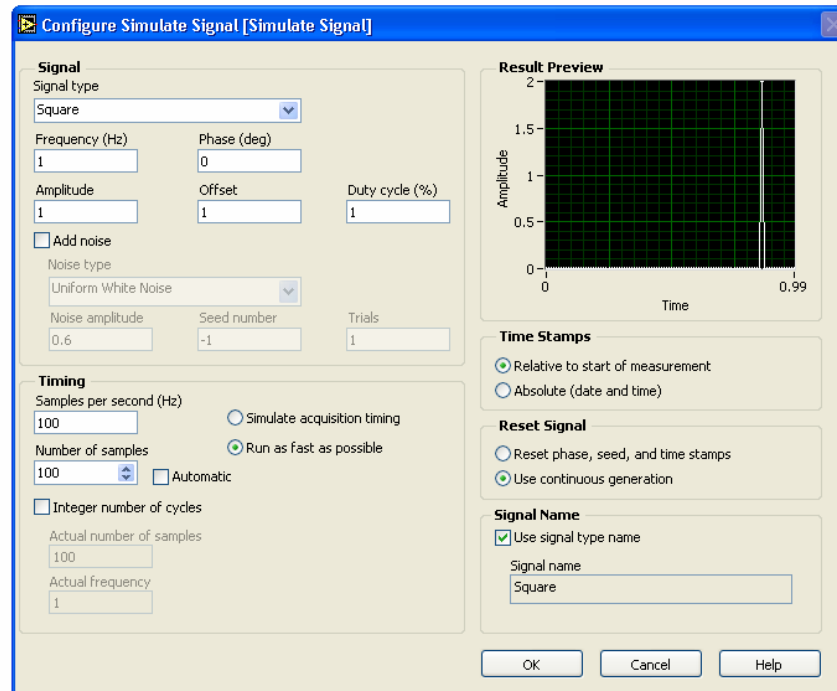 Configure Simulate Signal [Simulate Signal]
Signal
Signal type
Square
Frequency (Hz)
Phase (deg)
1
0
Amplitude
Offset
Duty cycle (%)
1
1
1
Add noise
Noise type
Uniform White Noise
Noise amplitude
Seed number
Trials
0.6
-1
1
Timing
Samples per second (Hz)
100
Simulate acquisition timing
Run as fast as possible
Number of samples
100
Automatic
Integer number of cycles
Actual number of samples
100
Actual frequency
1
Result Preview
2
1.5
1
0.5
0
Amplitude
0
0.99
Time
Time Stamps
Relative to start of measurement
Absolute (date and time)
Reset Signal
Reset phase, seed, and time stamps
Use continuous generation
Signal Name
Use signal type name
Signal name
Square
OK
Cancel
Help